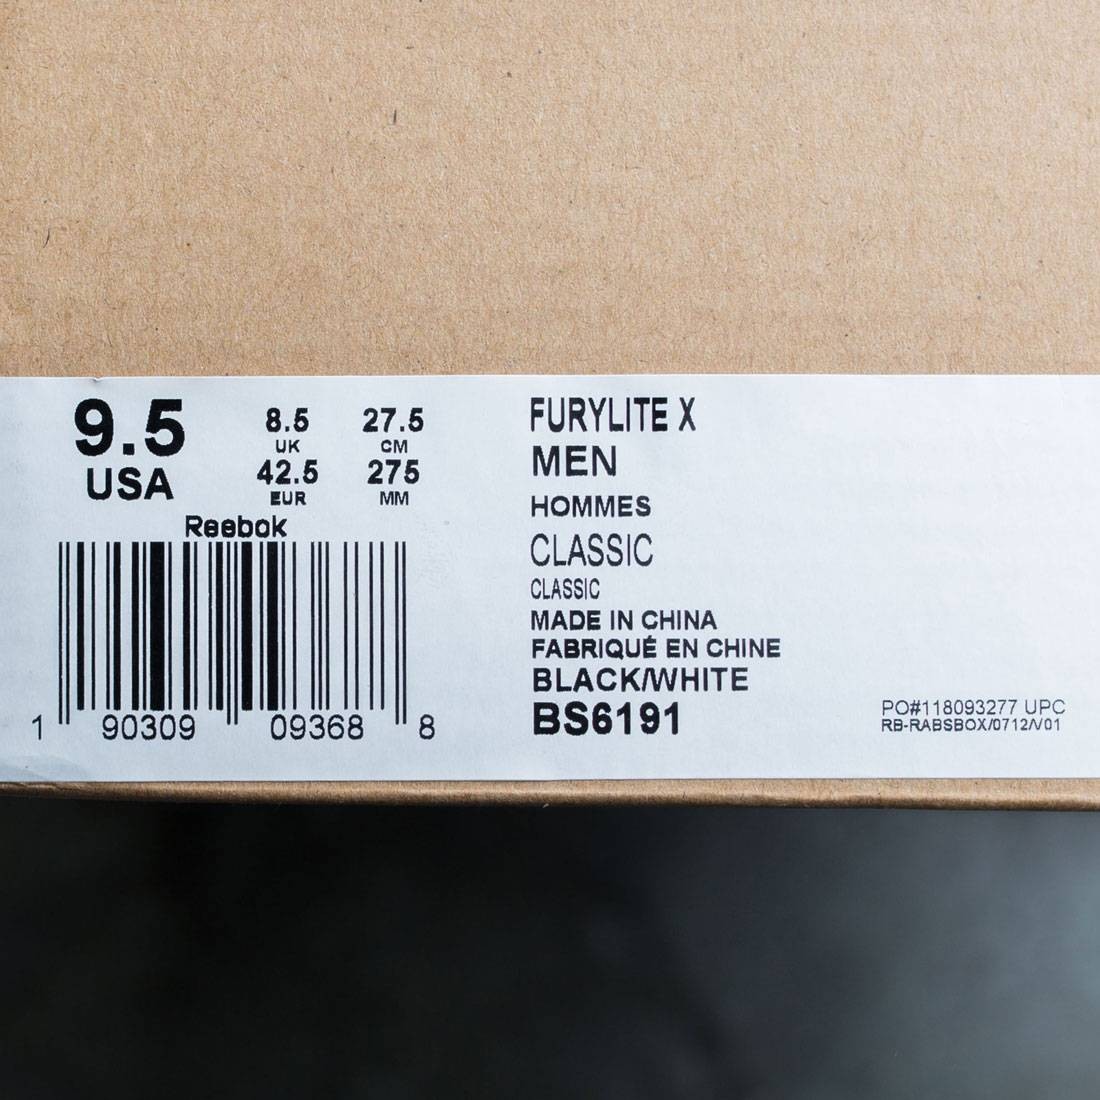 9.5
USA
8.5
UK
42.5
EUR
27.5
CM
275
MM
Reebok
1 90309 09368 8
FURYLITE X
MEN
HOMMES
CLASSIC
CLASSIC
MADE IN CHINA
FABRIQUÉ EN CHINE
BLACK/WHITE
BS6191
PO#118093277 UPC
RB-RABSBOX/0712/V01